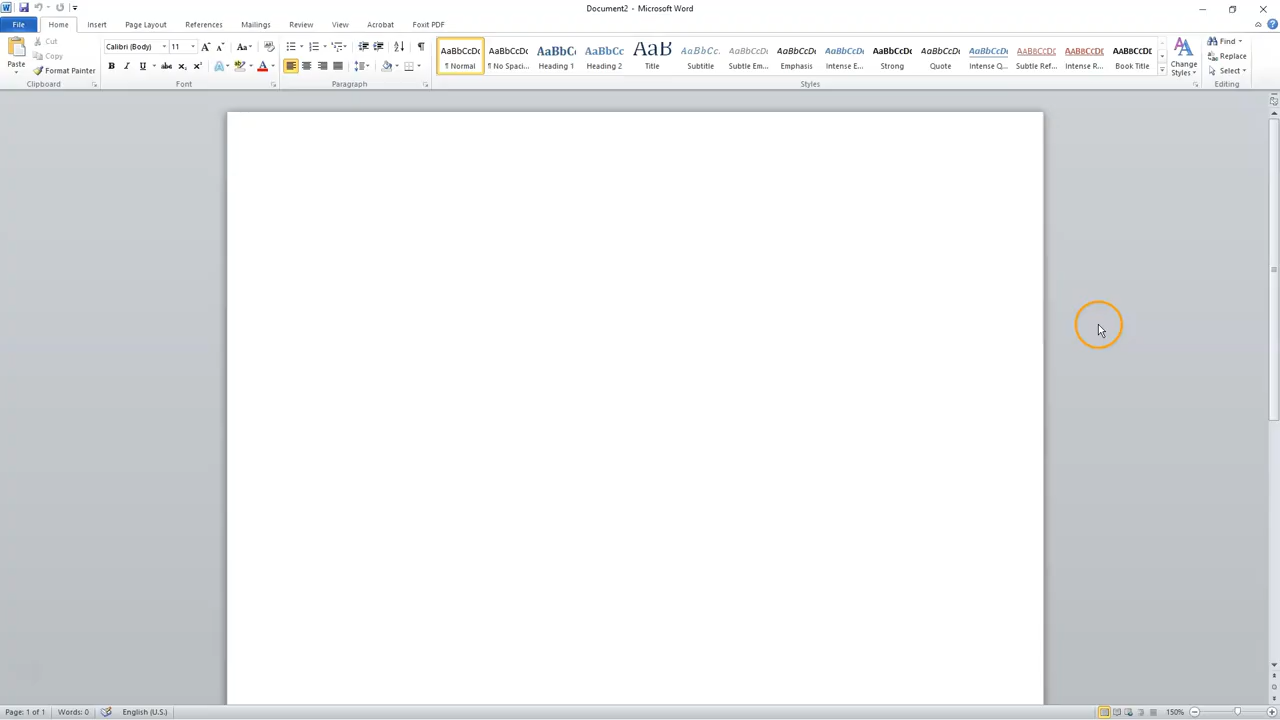 Document2 - Microsoft Word
File Home Insert Page Layout References Mailings Review View Acrobat Foxit PDF
Paste
Cut
Copy
Format Painter
Clipboard
Calibri (Body) 11
Font
Paragraph
AaBbCcDc AaBbCcDc AaBbC AaBbCc AaB AaBbCc. AaBbCcDc AaBbCcDc AaBbCcDc AaBbCcDc AaBbCcDc AaBbCcDc AABBCCDC AABBCCDC AABBCCDC
¶ Normal ¶ No Spaci... Heading 1 Heading 2 Title Subtitle Subtle Em... Emphasis Intense E... Strong Quote Intense Q... Subtle Ref... Intense R... Book Title
Styles
Change
Styles
Find
Replace
Select
Editing
Page: 1 of 1 Words: 0 English (U.S.) 150%